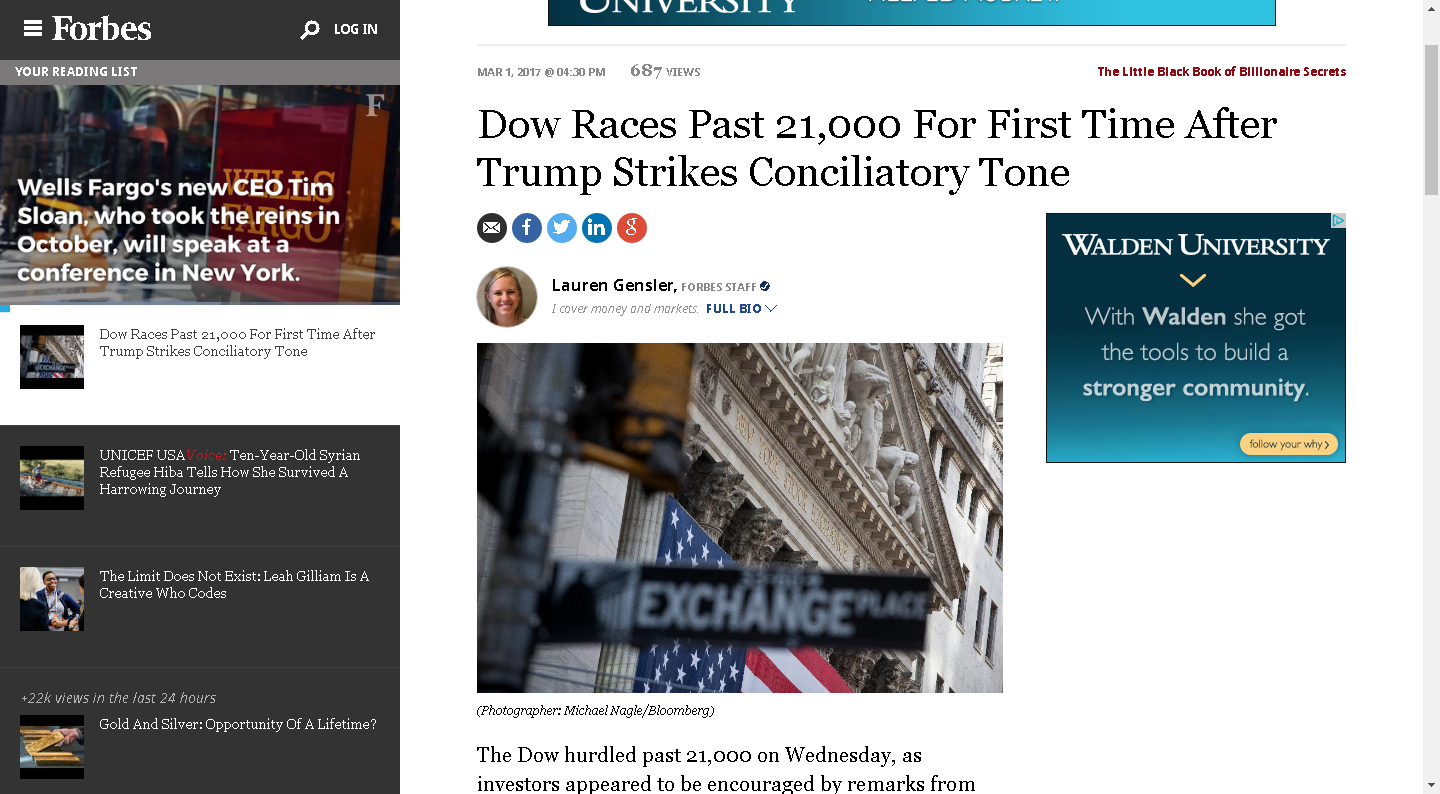 Forbes
LOG IN
YOUR READING LIST
F
WELLS
FARGO
Wells Fargo's new CEO Tim
Sloan, who took the reins in
October, will speak at a
conference in New York.
Dow Races Past 21,000 For First Time After
Trump Strikes Conciliatory Tone
UNICEF USAVoice: Ten-Year-Old Syrian
Refugee Hiba Tells How She Survived A
Harrowing Journey
The Limit Does Not Exist: Leah Gilliam Is A
Creative Who Codes
+22k views in the last 24 hours
Gold And Silver: Opportunity Of A Lifetime?
UNIVERSITY
MAR 1, 2017 @ 04:30 PM 687 VIEWS
The Little Black Book of Billionaire Secrets
Dow Races Past 21,000 For First Time After
Trump Strikes Conciliatory Tone
f
in
g
Lauren Gensler, FORBES STAFF
I cover money and markets. FULL BIO
EXCHANGE PLACE
(Photographer: Michael Nagle/Bloomberg)
The Dow hurdled past 21,000 on Wednesday, as
investors appeared to be encouraged by remarks from
WALDEN UNIVERSITY
With Walden she got
the tools to build a
stronger community.
follow your why